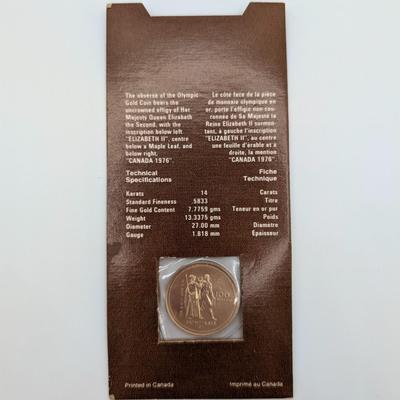 The obverse of the Olympic
Gold Coin bears the
uncrowned effigy of Her
Majesty Queen Elizabeth
the Second, with the
inscription below left
"ELIZABETH II", centre
below a Maple Leaf, and
below right,
"CANADA 1976".
Le côté face de la pièce
de monnaie olympique en
or, porte l'effigie non-cou-
ronnée de Sa Majesté la
Reine Elizabeth II surmon-
tant, à gauche l'inscription
"ELIZABETH II", au centre
une feuille d'érable et à
droite, la mention
"CANADA 1976".
Technical
Specifications
Fiche
Technique
Karats 14 Carats
Standard Fineness .5833 Titre
Fine Gold Content 7.7759 gms Teneur en or pur
Weight 13.3375 gms Poids
Diameter 27.00 mm Diamètre
Gauge 1.818 mm Épaisseur
100
Printed in Canada
Imprimé au Canada